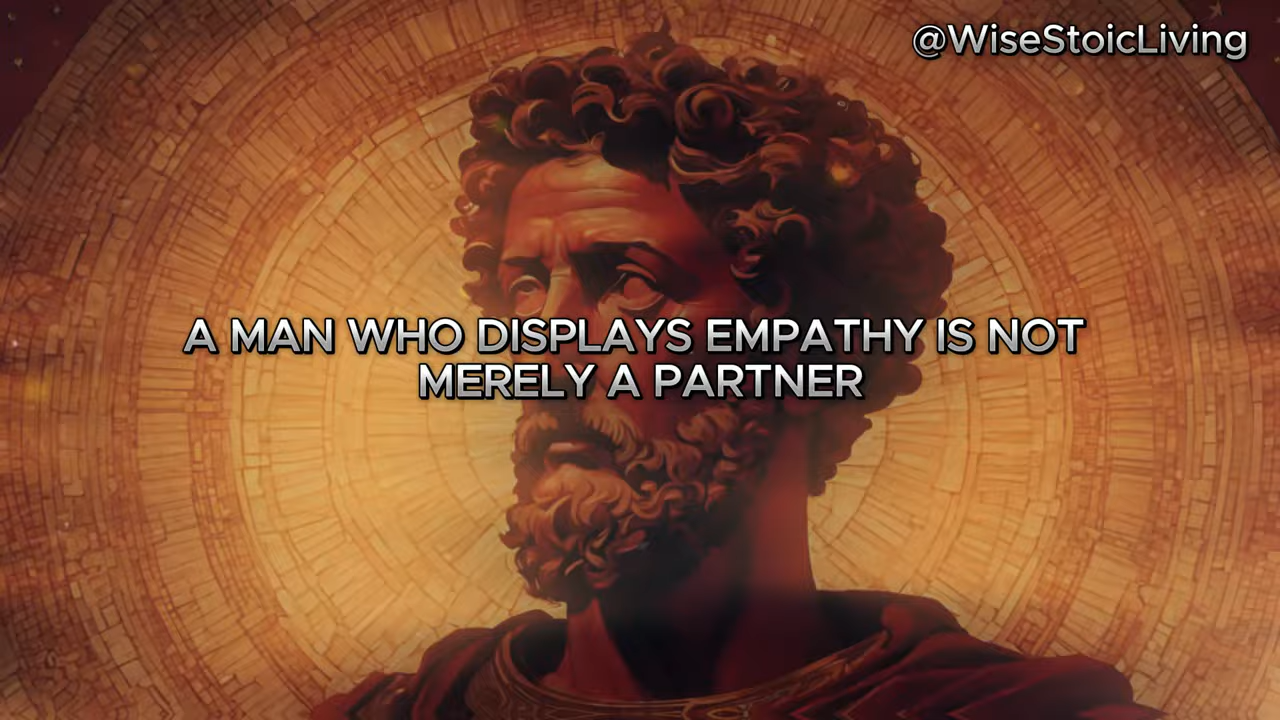 @WiseStoicLiving
A MAN WHO DISPLAYS EMPATHY IS NOT
MERELY A PARTNER